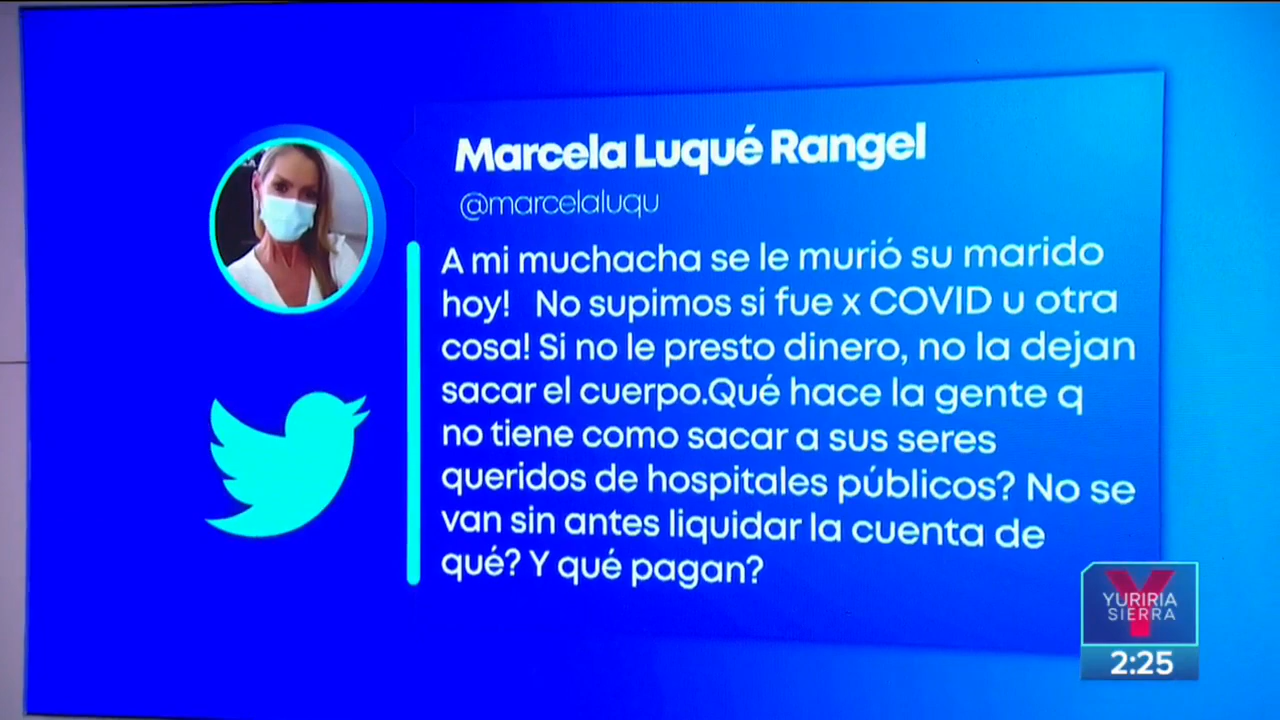 Marcela Luqué Rangel
@marcelaluqu
A mi muchacha se le murió su marido
hoy! No supimos si fue x COVID u otra
cosa! Si no le presto dinero, no la dejan
sacar el cuerpo.Qué hace la gente q
no tiene como sacar a sus seres
queridos de hospitales públicos? No se
van sin antes liquidar la cuenta de
qué? Y qué pagan?
Y
YURIRIA
SIERRA
2:25